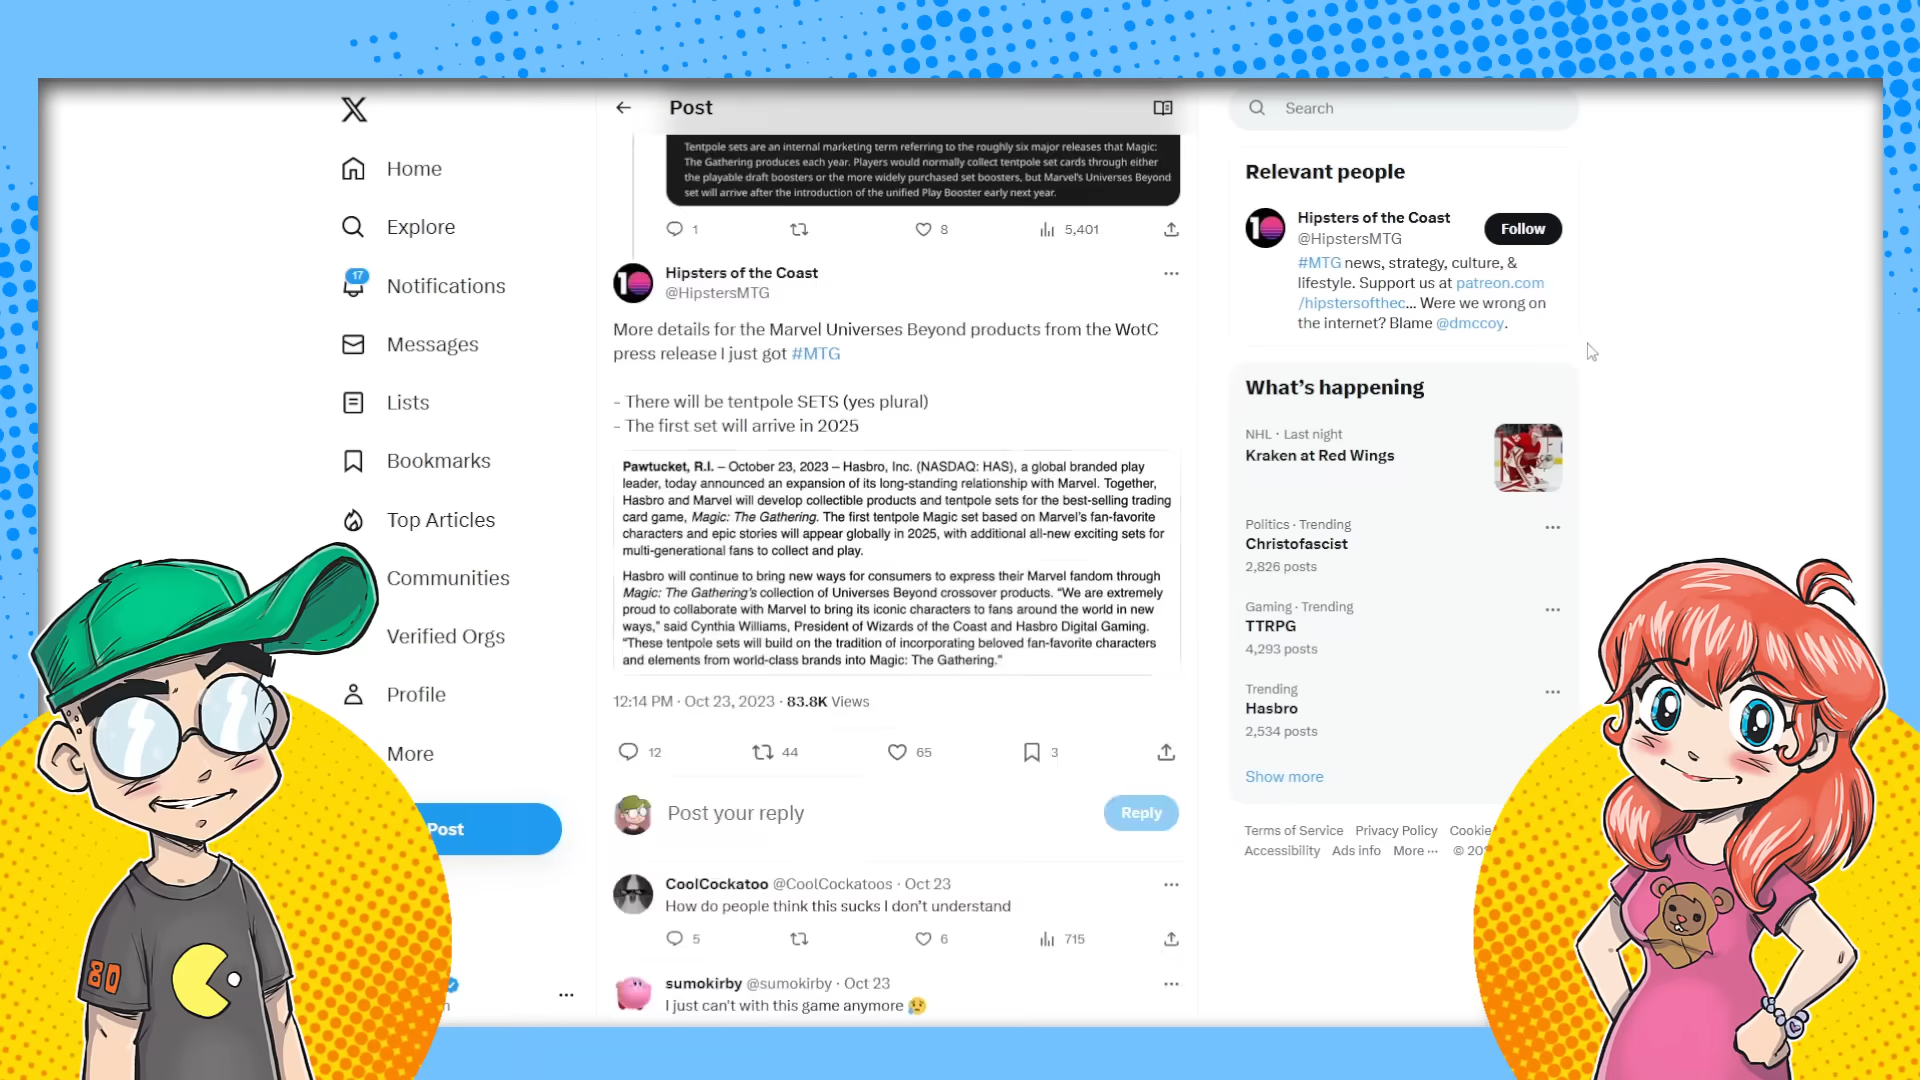 Home
Explore
17
Notifications
Messages
Lists
Bookmarks
Top Articles
Communities
Verified Orgs
Profile
More
Post
Post
Tentpole sets are an internal marketing term referring to the roughly six major releases that Magic:
The Gathering produces each year. Players would normally collect tentpole set cards through either
the playable draft boosters or the more widely purchased set boosters, but Marvel's Universes Beyond
set will arrive after the introduction of the unified Play Booster early next year.
1 8 5,401
Hipsters of the Coast
@HipstersMTG
More details for the Marvel Universes Beyond products from the WotC
press release I just got #MTG
- There will be tentpole SETS (yes plural)
- The first set will arrive in 2025
Pawtucket, R.I. – October 23, 2023 – Hasbro, Inc. (NASDAQ: HAS), a global branded play
leader, today announced an expansion of its long-standing relationship with Marvel. Together,
Hasbro and Marvel will develop collectible products and tentpole sets for the best-selling trading
card game, Magic: The Gathering. The first tentpole Magic set based on Marvel's fan-favorite
characters and epic stories will appear globally in 2025, with additional all-new exciting sets for
multi-generational fans to collect and play.
Hasbro will continue to bring new ways for consumers to express their Marvel fandom through
Magic: The Gathering's collection of Universes Beyond crossover products. “We are extremely
proud to collaborate with Marvel to bring its iconic characters to fans around the world in new
ways,” said Cynthia Williams, President of Wizards of the Coast and Hasbro Digital Gaming.
“These tentpole sets will build on the tradition of incorporating beloved fan-favorite characters
and elements from world-class brands into Magic: The Gathering.”
12:14 PM · Oct 23, 2023 · 83.8K Views
12 44 65 3
Post your reply
Reply
CoolCockatoo @CoolCockatoos · Oct 23
How do people think this sucks I don't understand
5 6 715
sumokirby @sumokirby · Oct 23
I just can't with this game anymore 😥
Search
Relevant people
Hipsters of the Coast
@HipstersMTG
Follow
#MTG news, strategy, culture, &
lifestyle. Support us at patreon.com
/hipstersofthec… Were we wrong on
the internet? Blame @dmccoy.
What's happening
NHL · Last night
Kraken at Red Wings
Politics · Trending
Christofascist
2,826 posts
Gaming · Trending
TTRPG
4,293 posts
Trending
Hasbro
2,534 posts
Show more
Terms of Service Privacy Policy Cookie
Accessibility Ads info More ··· © 20
80